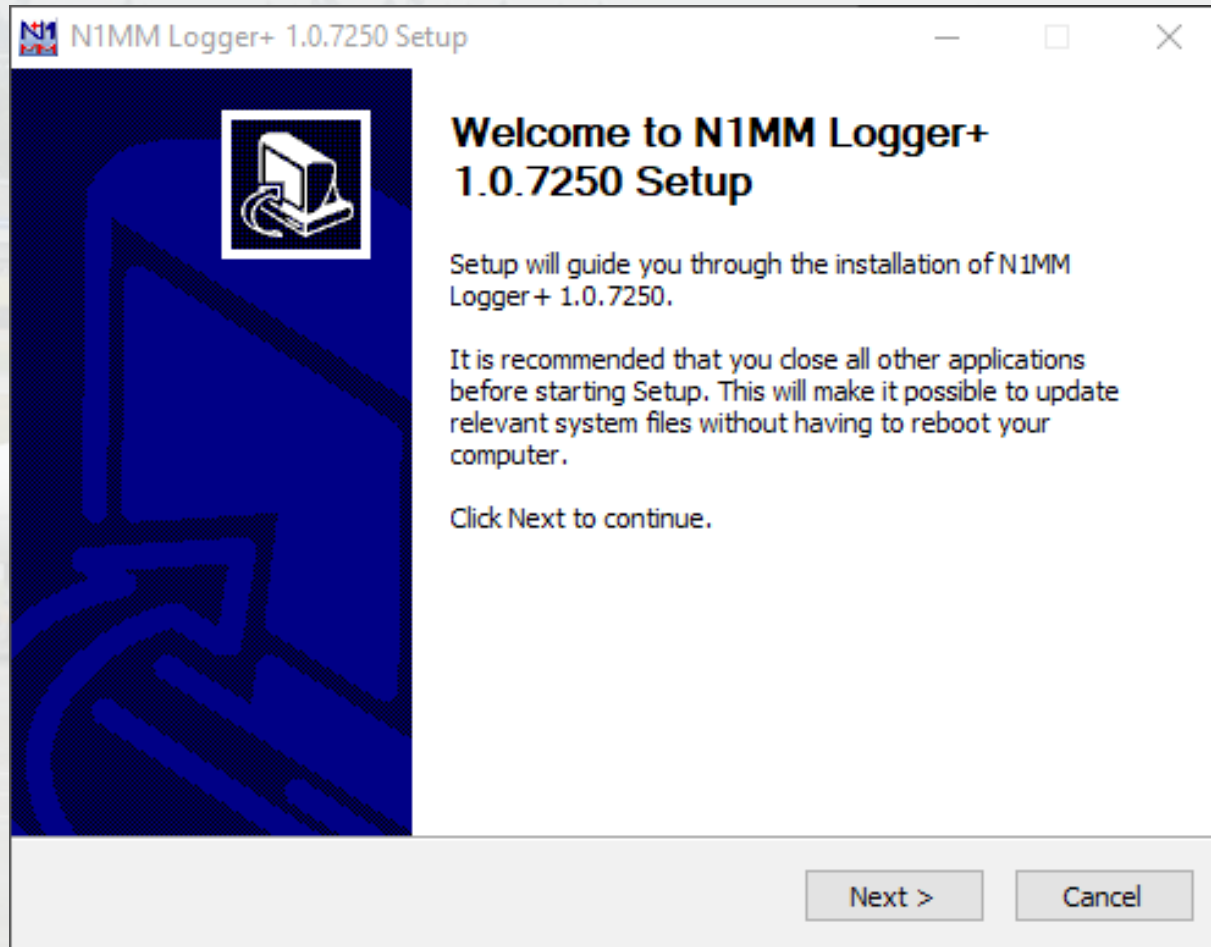 N1MM Logger+ 1.0.7250 Setup
Welcome to N1MM Logger+
1.0.7250 Setup
Setup will guide you through the installation of N1MM
Logger+ 1.0.7250.
It is recommended that you close all other applications
before starting Setup. This will make it possible to update
relevant system files without having to reboot your
computer.
Click Next to continue.
Next >
Cancel